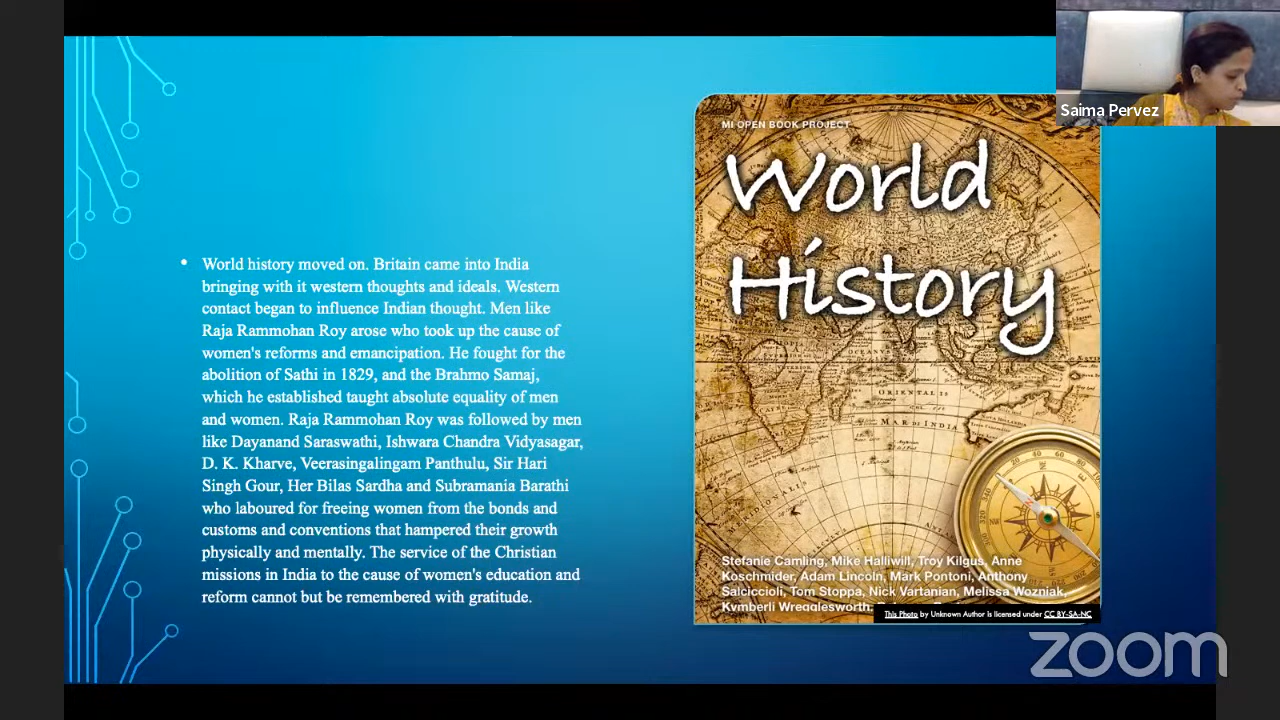 Saima Pervez
• World history moved on. Britain came into India
bringing with it western thoughts and ideals. Western
contact began to influence Indian thought. Men like
Raja Rammohan Roy arose who took up the cause of
women's reforms and emancipation. He fought for the
abolition of Sathi in 1829, and the Brahmo Samaj,
which he established taught absolute equality of men
and women. Raja Rammohan Roy was followed by men
like Dayanand Saraswathi, Ishwara Chandra Vidyasagar,
D. K. Kharve, Veerasingalingam Panthulu, Sir Hari
Singh Gour, Her Bilas Sardha and Subramania Barathi
who laboured for freeing women from the bonds and
customs and conventions that hampered their growth
physically and mentally. The service of the Christian
missions in India to the cause of women's education and
reform cannot but be remembered with gratitude.
MI OPEN BOOK PROJECT
World
History
ORIENTALIS
MAR DE INDIA
Stefanie Camling, Mike Halliwill, Troy Kilgus, Anne
Koschmider, Adam Lincoln, Mark Pontoni, Anthony
Salciccioli, Tom Stoppa, Nick Vartanian, Melissa Wozniak,
Kymberli Wregglesworth,
This Photo by Unknown Author is licensed under CC BY-SA-NC
zoom